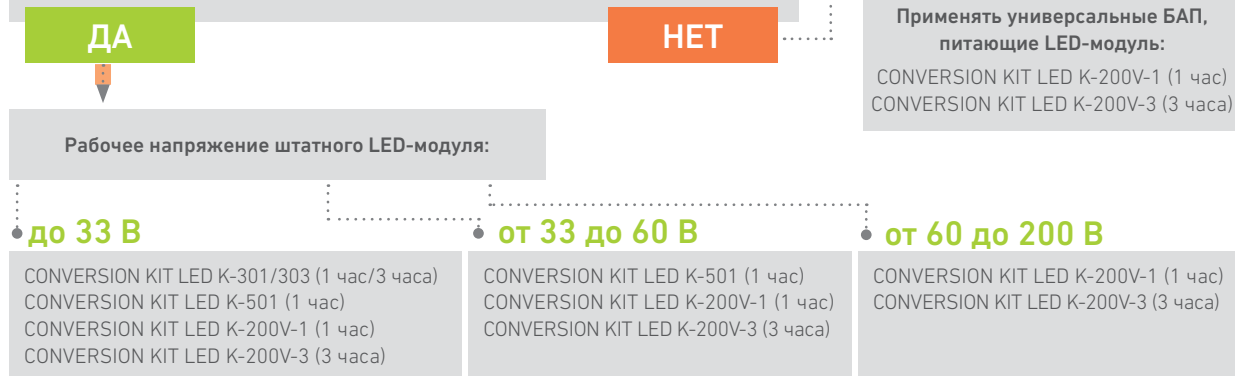 ДА
НЕТ
Применять универсальные БАП,
питающие LED-модуль:
CONVERSION KIT LED K-200V-1 (1 час)
CONVERSION KIT LED K-200V-3 (3 часа)
Рабочее напряжение штатного LED-модуля:
до 33 В
CONVERSION KIT LED K-301/303 (1 час/3 часа)
CONVERSION KIT LED K-501 (1 час)
CONVERSION KIT LED K-200V-1 (1 час)
CONVERSION KIT LED K-200V-3 (3 часа)
от 33 до 60 В
CONVERSION KIT LED K-501 (1 час)
CONVERSION KIT LED K-200V-1 (1 час)
CONVERSION KIT LED K-200V-3 (3 часа)
от 60 до 200 В
CONVERSION KIT LED K-200V-1 (1 час)
CONVERSION KIT LED K-200V-3 (3 часа)